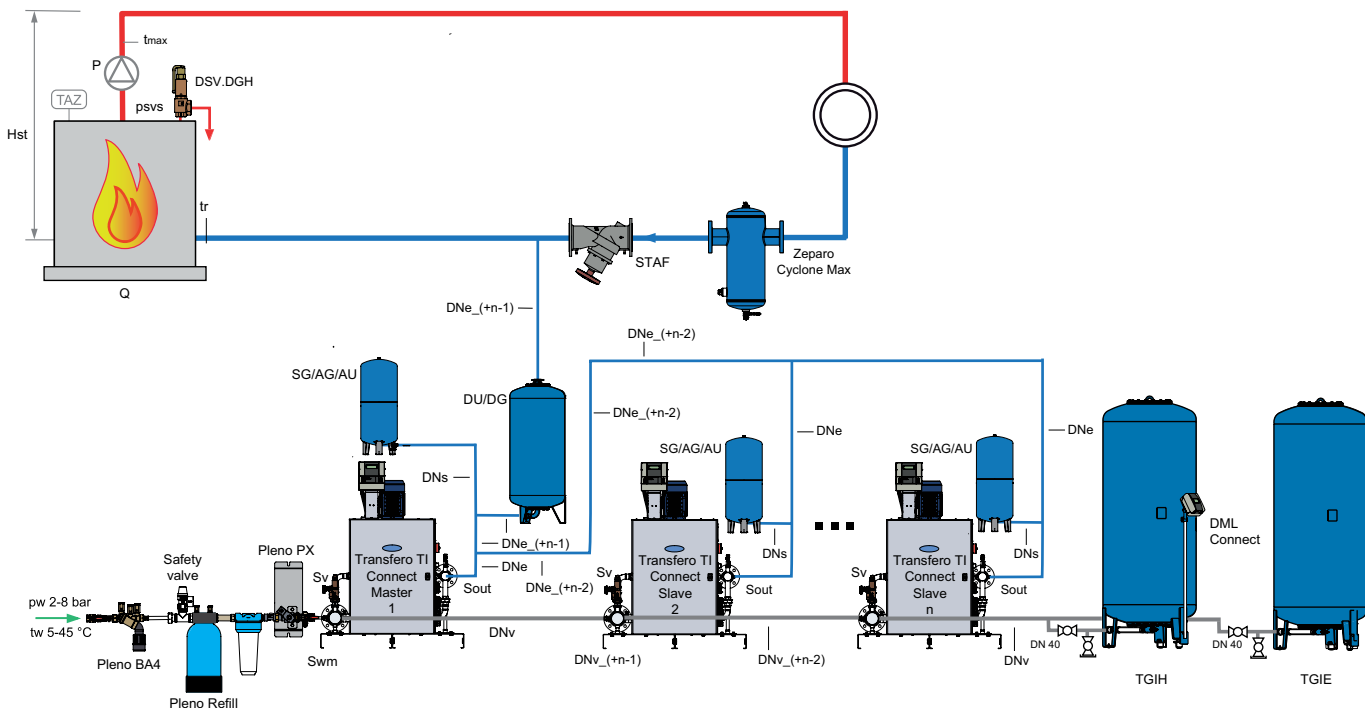 tmax
P
DSV.DGH
TAZ
psvs
Hst
tr
Q
STAF
Zeparo
Cyclone Max
DNe_(+n-1)
DNe_(+n-2)
SG/AG/AU
DU/DG
DNe_(+n-2)
DNe
DNe
SG/AG/AU
SG/AG/AU
DNs
DNe_(+n-1)
DNe
DNe_(+n-2)
DNs
DNs
DML
Connect
Pleno PX
Safety
valve
Sv
Transfero TI
Connect
Master
1
Sout
Sv
Transfero TI
Connect
Slave
2
Sout
Sv
Transfero TI
Connect
Slave
n
Sout
pw 2-8 bar
tw 5-45 °C
Pleno BA4
Pleno Refill
Swm
DNv
DNv_(+n-1)
DNv_(+n-2)
DNv
DN 40
DN 40
TGIH
TGIE